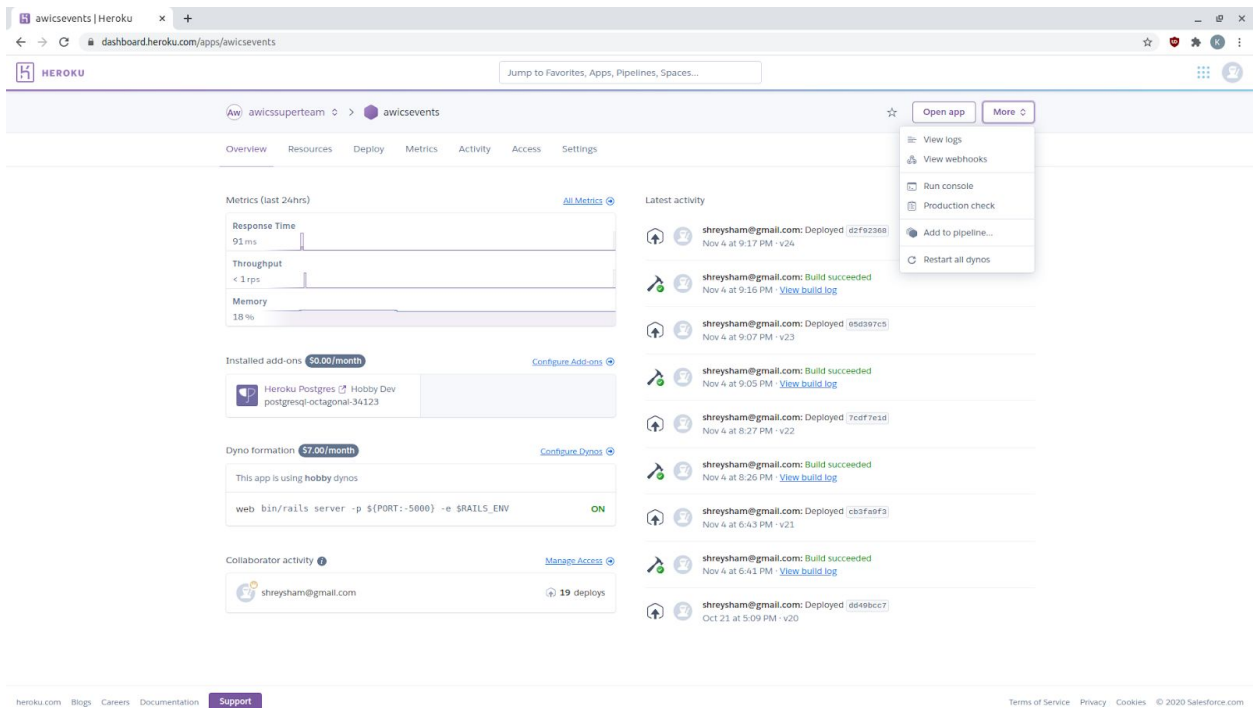 awicsevents | Heroku
dashboard.heroku.com/apps/awicsevents
K
HEROKU
Jump to Favorites, Apps, Pipelines, Spaces...
Aw awicssuperteam > awicsevents
Open app
More
Overview Resources Deploy Metrics Activity Access Settings
View logs
View webhooks
Run console
Production check
Add to pipeline...
Restart all dynos
Metrics (last 24hrs)
All Metrics
Response Time
91 ms
Throughput
< 1 rps
Memory
18 %
Installed add-ons $0.00/month
Configure Add-ons
Heroku Postgres Hobby Dev
postgresql-octagonal-34123
Dyno formation $7.00/month
Configure Dynos
This app is using hobby dynos
web bin/rails server -p ${PORT:-5000} -e $RAILS_ENV ON
Collaborator activity
Manage Access
shreysham@gmail.com 19 deploys
Latest activity
shreysham@gmail.com: Deployed d2f92368
Nov 4 at 9:17 PM · v24
shreysham@gmail.com: Build succeeded
Nov 4 at 9:16 PM · View build log
shreysham@gmail.com: Deployed 05d397c5
Nov 4 at 9:07 PM · v23
shreysham@gmail.com: Build succeeded
Nov 4 at 9:05 PM · View build log
shreysham@gmail.com: Deployed 7cdf7e1d
Nov 4 at 8:27 PM · v22
shreysham@gmail.com: Build succeeded
Nov 4 at 8:26 PM · View build log
shreysham@gmail.com: Deployed cb3fa9f3
Nov 4 at 6:43 PM · v21
shreysham@gmail.com: Build succeeded
Nov 4 at 6:41 PM · View build log
shreysham@gmail.com: Deployed dd49bcc7
Oct 21 at 5:09 PM · v20
heroku.com Blogs Careers Documentation Support
Terms of Service Privacy Cookies © 2020 Salesforce.com